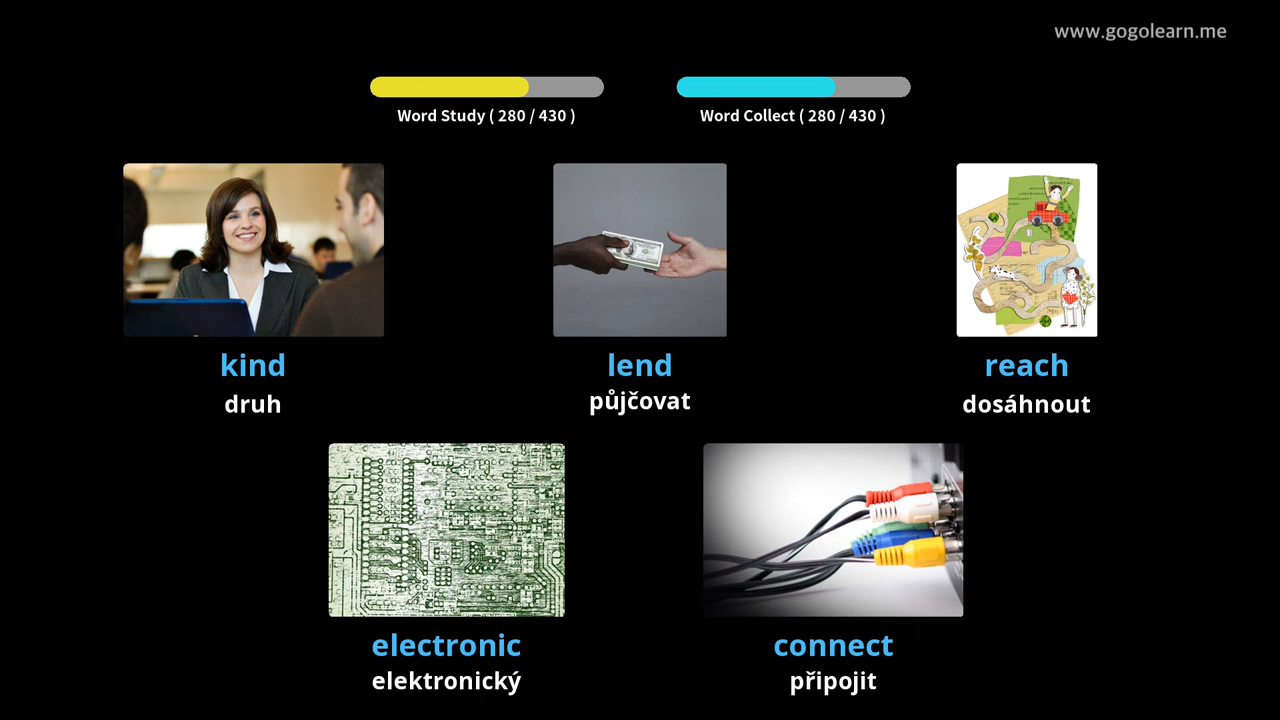 www.gogolearn.me
Word Study ( 280 / 430 )
Word Collect ( 280 / 430 )
kind
lend
reach
druh
půjčovat
dosáhnout
electronic
connect
elektronický
připojit